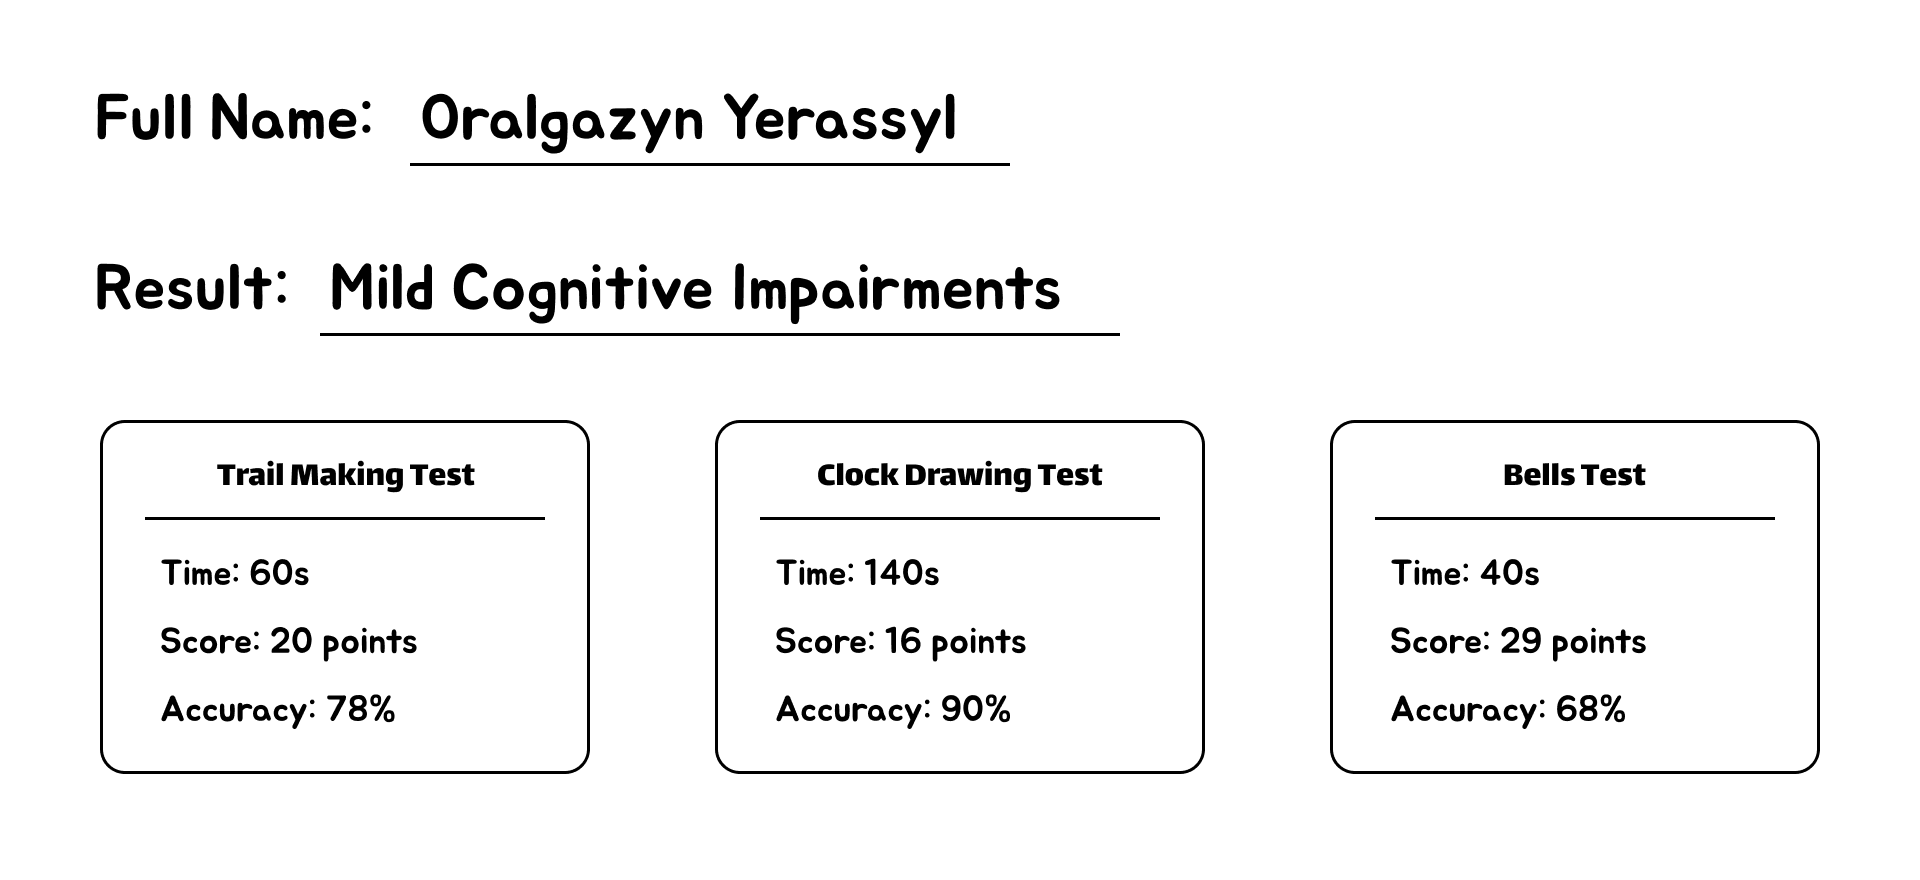 Full Name: Oralgazyn Yerassyl
Result: Mild Cognitive Impairments
Trail Making Test
Time: 60s
Score: 20 points
Accuracy: 78%
Clock Drawing Test
Time: 140s
Score: 16 points
Accuracy: 90%
Bells Test
Time: 40s
Score: 29 points
Accuracy: 68%